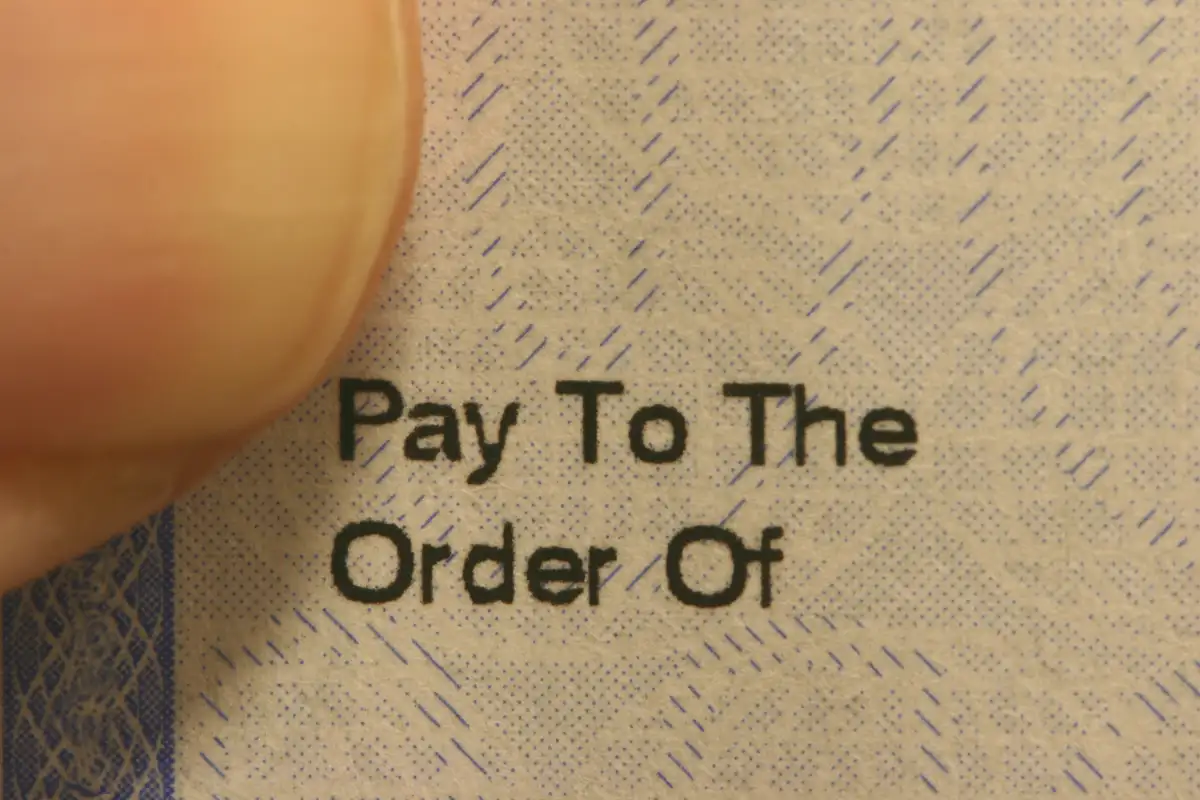 Pay To The
Order Of